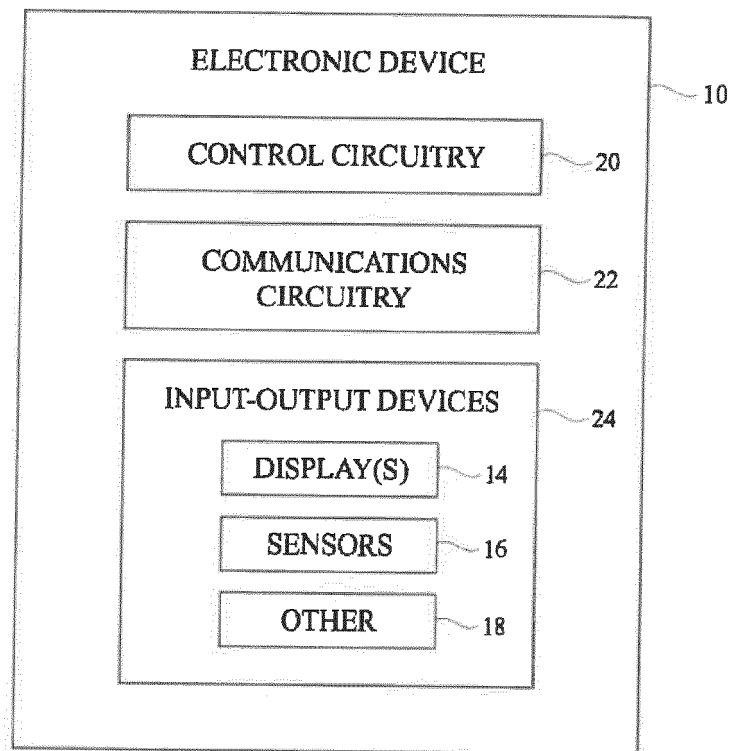 ELECTRONIC DEVICE
10
CONTROL CIRCUITRY
20
COMMUNICATIONS
CIRCUITRY
22
INPUT-OUTPUT DEVICES
24
DISPLAY(S)
14
SENSORS
16
OTHER
18